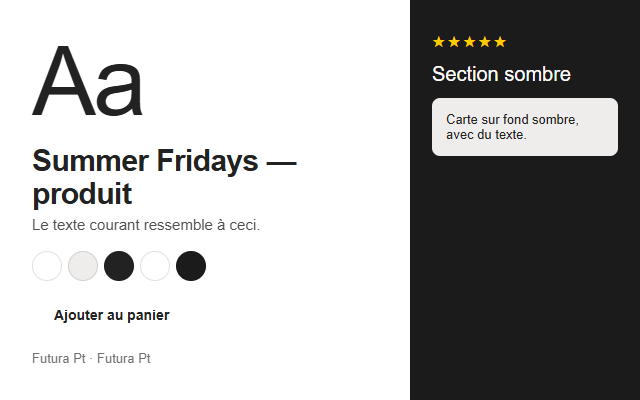 Aa
Summer Fridays —
produit
Le texte courant ressemble à ceci.
Ajouter au panier
Futura Pt · Futura Pt
★★★★★
Section sombre
Carte sur fond sombre,
avec du texte.